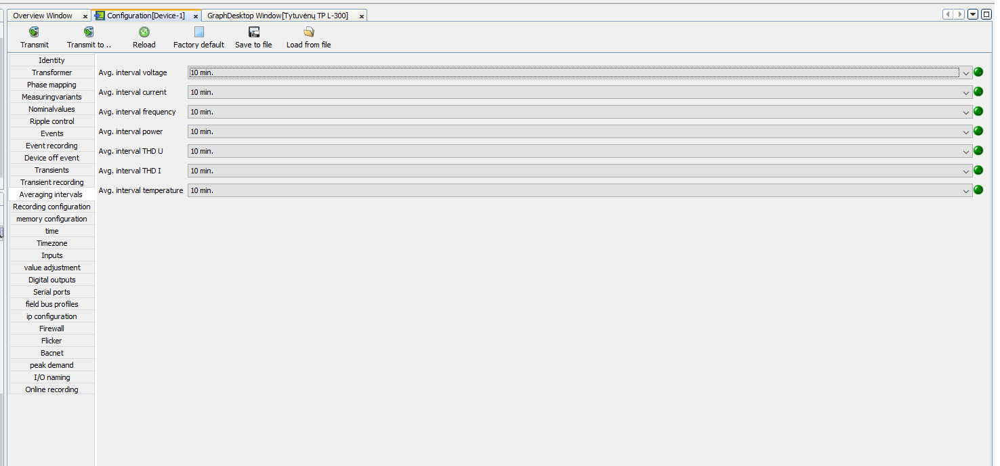 Overview Window
Configuration[Device-1]
GraphDesktop Window[Tytuvėnų TP L-300]
Transmit
Transmit to ..
Reload
Factory default
Save to file
Load from file
Identity
Transformer
Phase mapping
Measuringvariants
Nominalvalues
Ripple control
Events
Event recording
Device off event
Transients
Transient recording
Averaging intervals
Recording configuration
memory configuration
time
Timezone
Inputs
value adjustment
Digital outputs
Serial ports
field bus profiles
ip configuration
Firewall
Flicker
Bacnet
peak demand
I/O naming
Online recording
Avg. interval voltage 10 min.
Avg. interval current 10 min.
Avg. interval frequency 10 min.
Avg. interval power 10 min.
Avg. interval THD U 10 min.
Avg. interval THD I 10 min.
Avg. interval temperature 10 min.